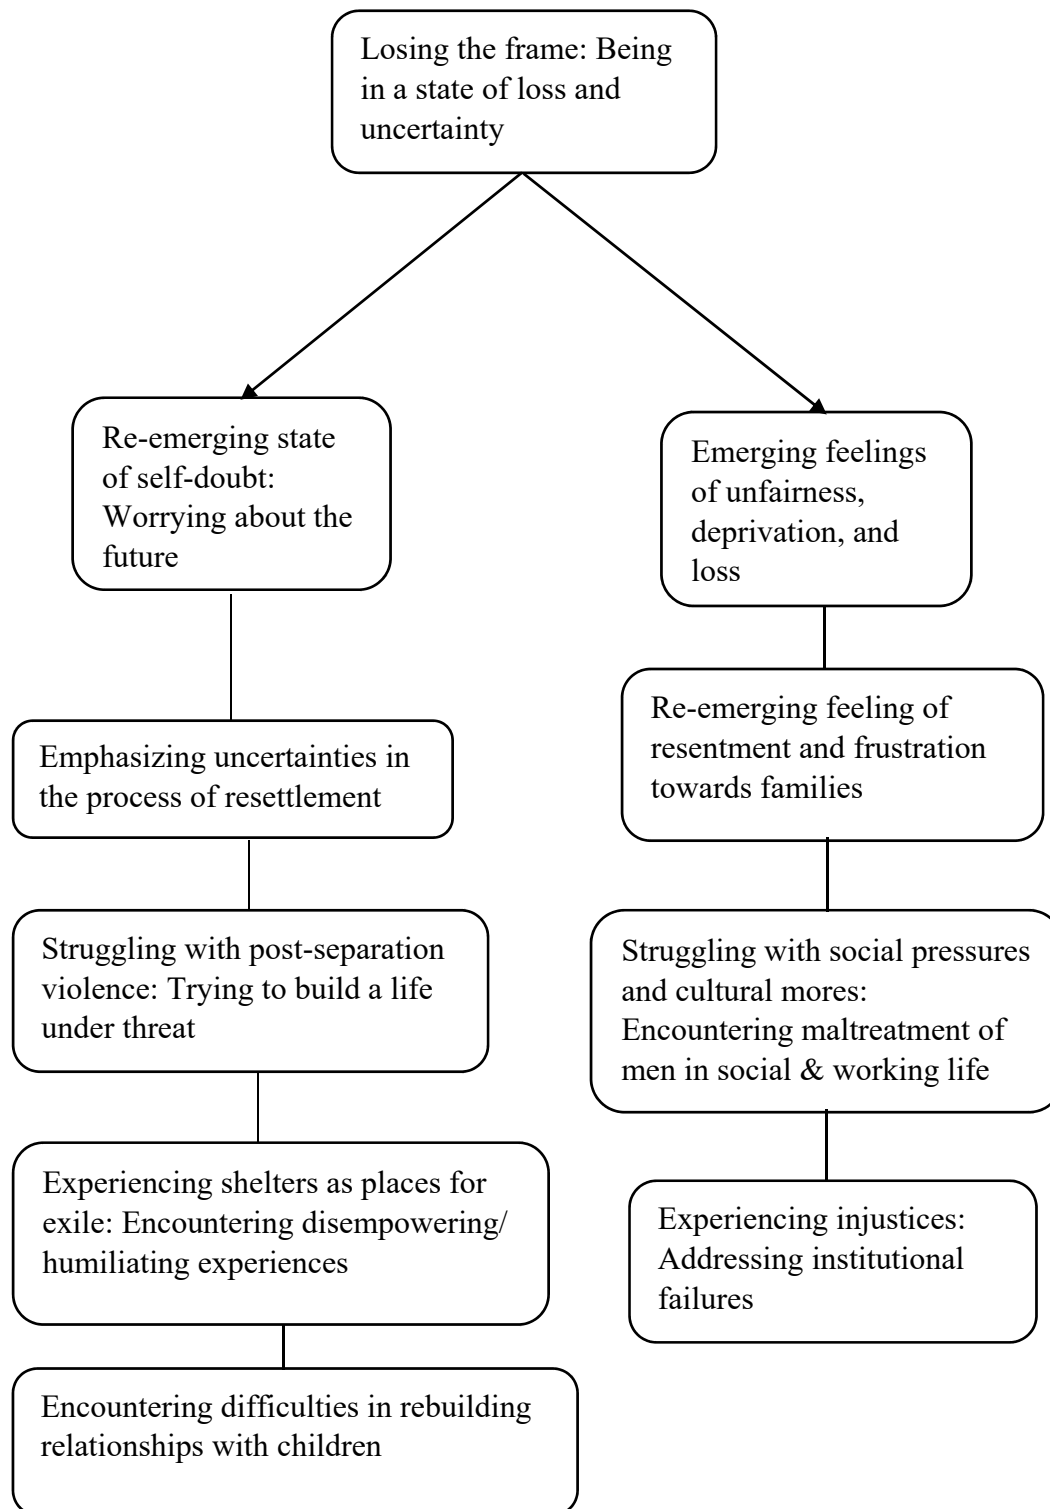 Losing the frame: Being
in a state of loss and
uncertainty
Re-emerging state
of self-doubt:
Worrying about the
future
Emphasizing uncertainties in
the process of resettlement
Struggling with post-separation
violence: Trying to build a life
under threat
Experiencing shelters as places for
exile: Encountering disempowering/
humiliating experiences
Encountering difficulties in rebuilding
relationships with children
Emerging feelings
of unfairness,
deprivation, and
loss
Re-emerging feeling of
resentment and frustration
towards families
Struggling with social pressures
and cultural mores:
Encountering maltreatment of
men in social & working life
Experiencing injustices:
Addressing institutional
failures